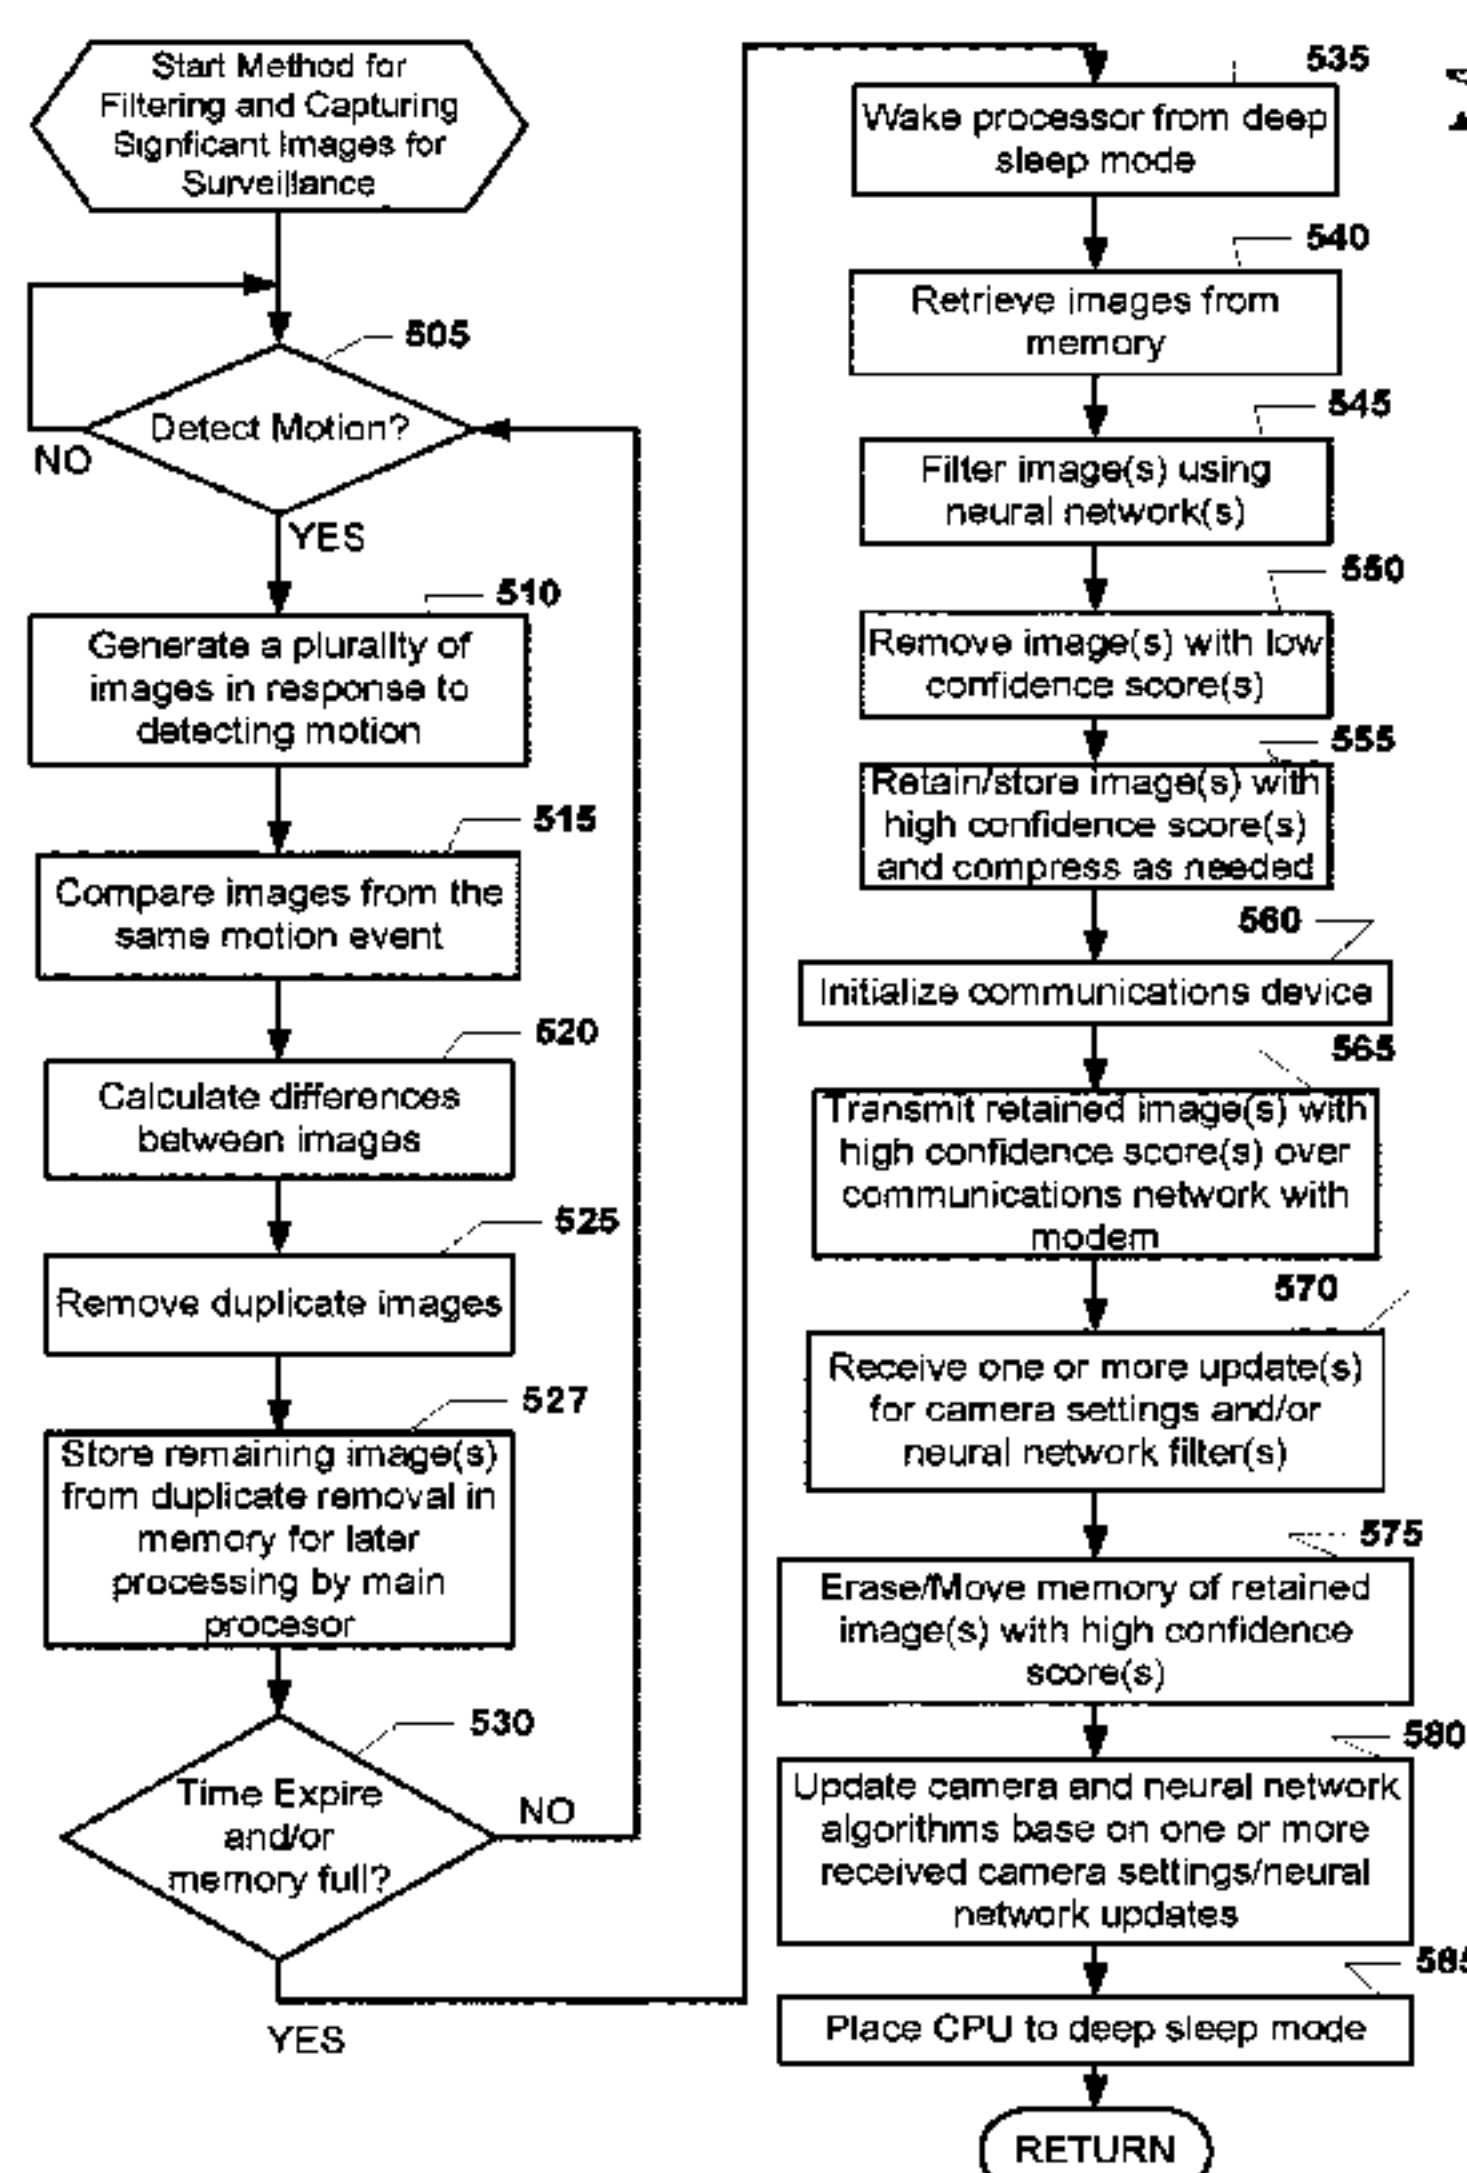 Start Method for
Filtering and Capturing
Signficant Images for
Surveillance
505
Detect Motion?
NO
YES
510
Generate a plurality of
images in response to
detecting motion
515
Compare images from the
same motion event
520
Calculate differences
between images
525
Remove duplicate images
527
Store remaining image(s)
from duplicate removal in
memory for later
processing by main
procesor
530
Time Expire
and/or
memory full?
NO
YES
535
Wake processor from deep
sleep mode
540
Retrieve images from
memory
545
Filter image(s) using
neural network(s)
550
Remove image(s) with low
confidence score(s)
555
Retain/store image(s) with
high confidence score(s)
and compress as needed
560
Initialize communications device
565
Transmit retained image(s) with
high confidence score(s) over
communications network with
modem
570
Receive one or more update(s)
for camera settings and/or
neural network filter(s)
575
Erase/Move memory of retained
image(s) with high confidence
score(s)
580
Update camera and neural network
algorithms base on one or more
received camera settings/neural
network updates
585
Place CPU to deep sleep mode
RETURN